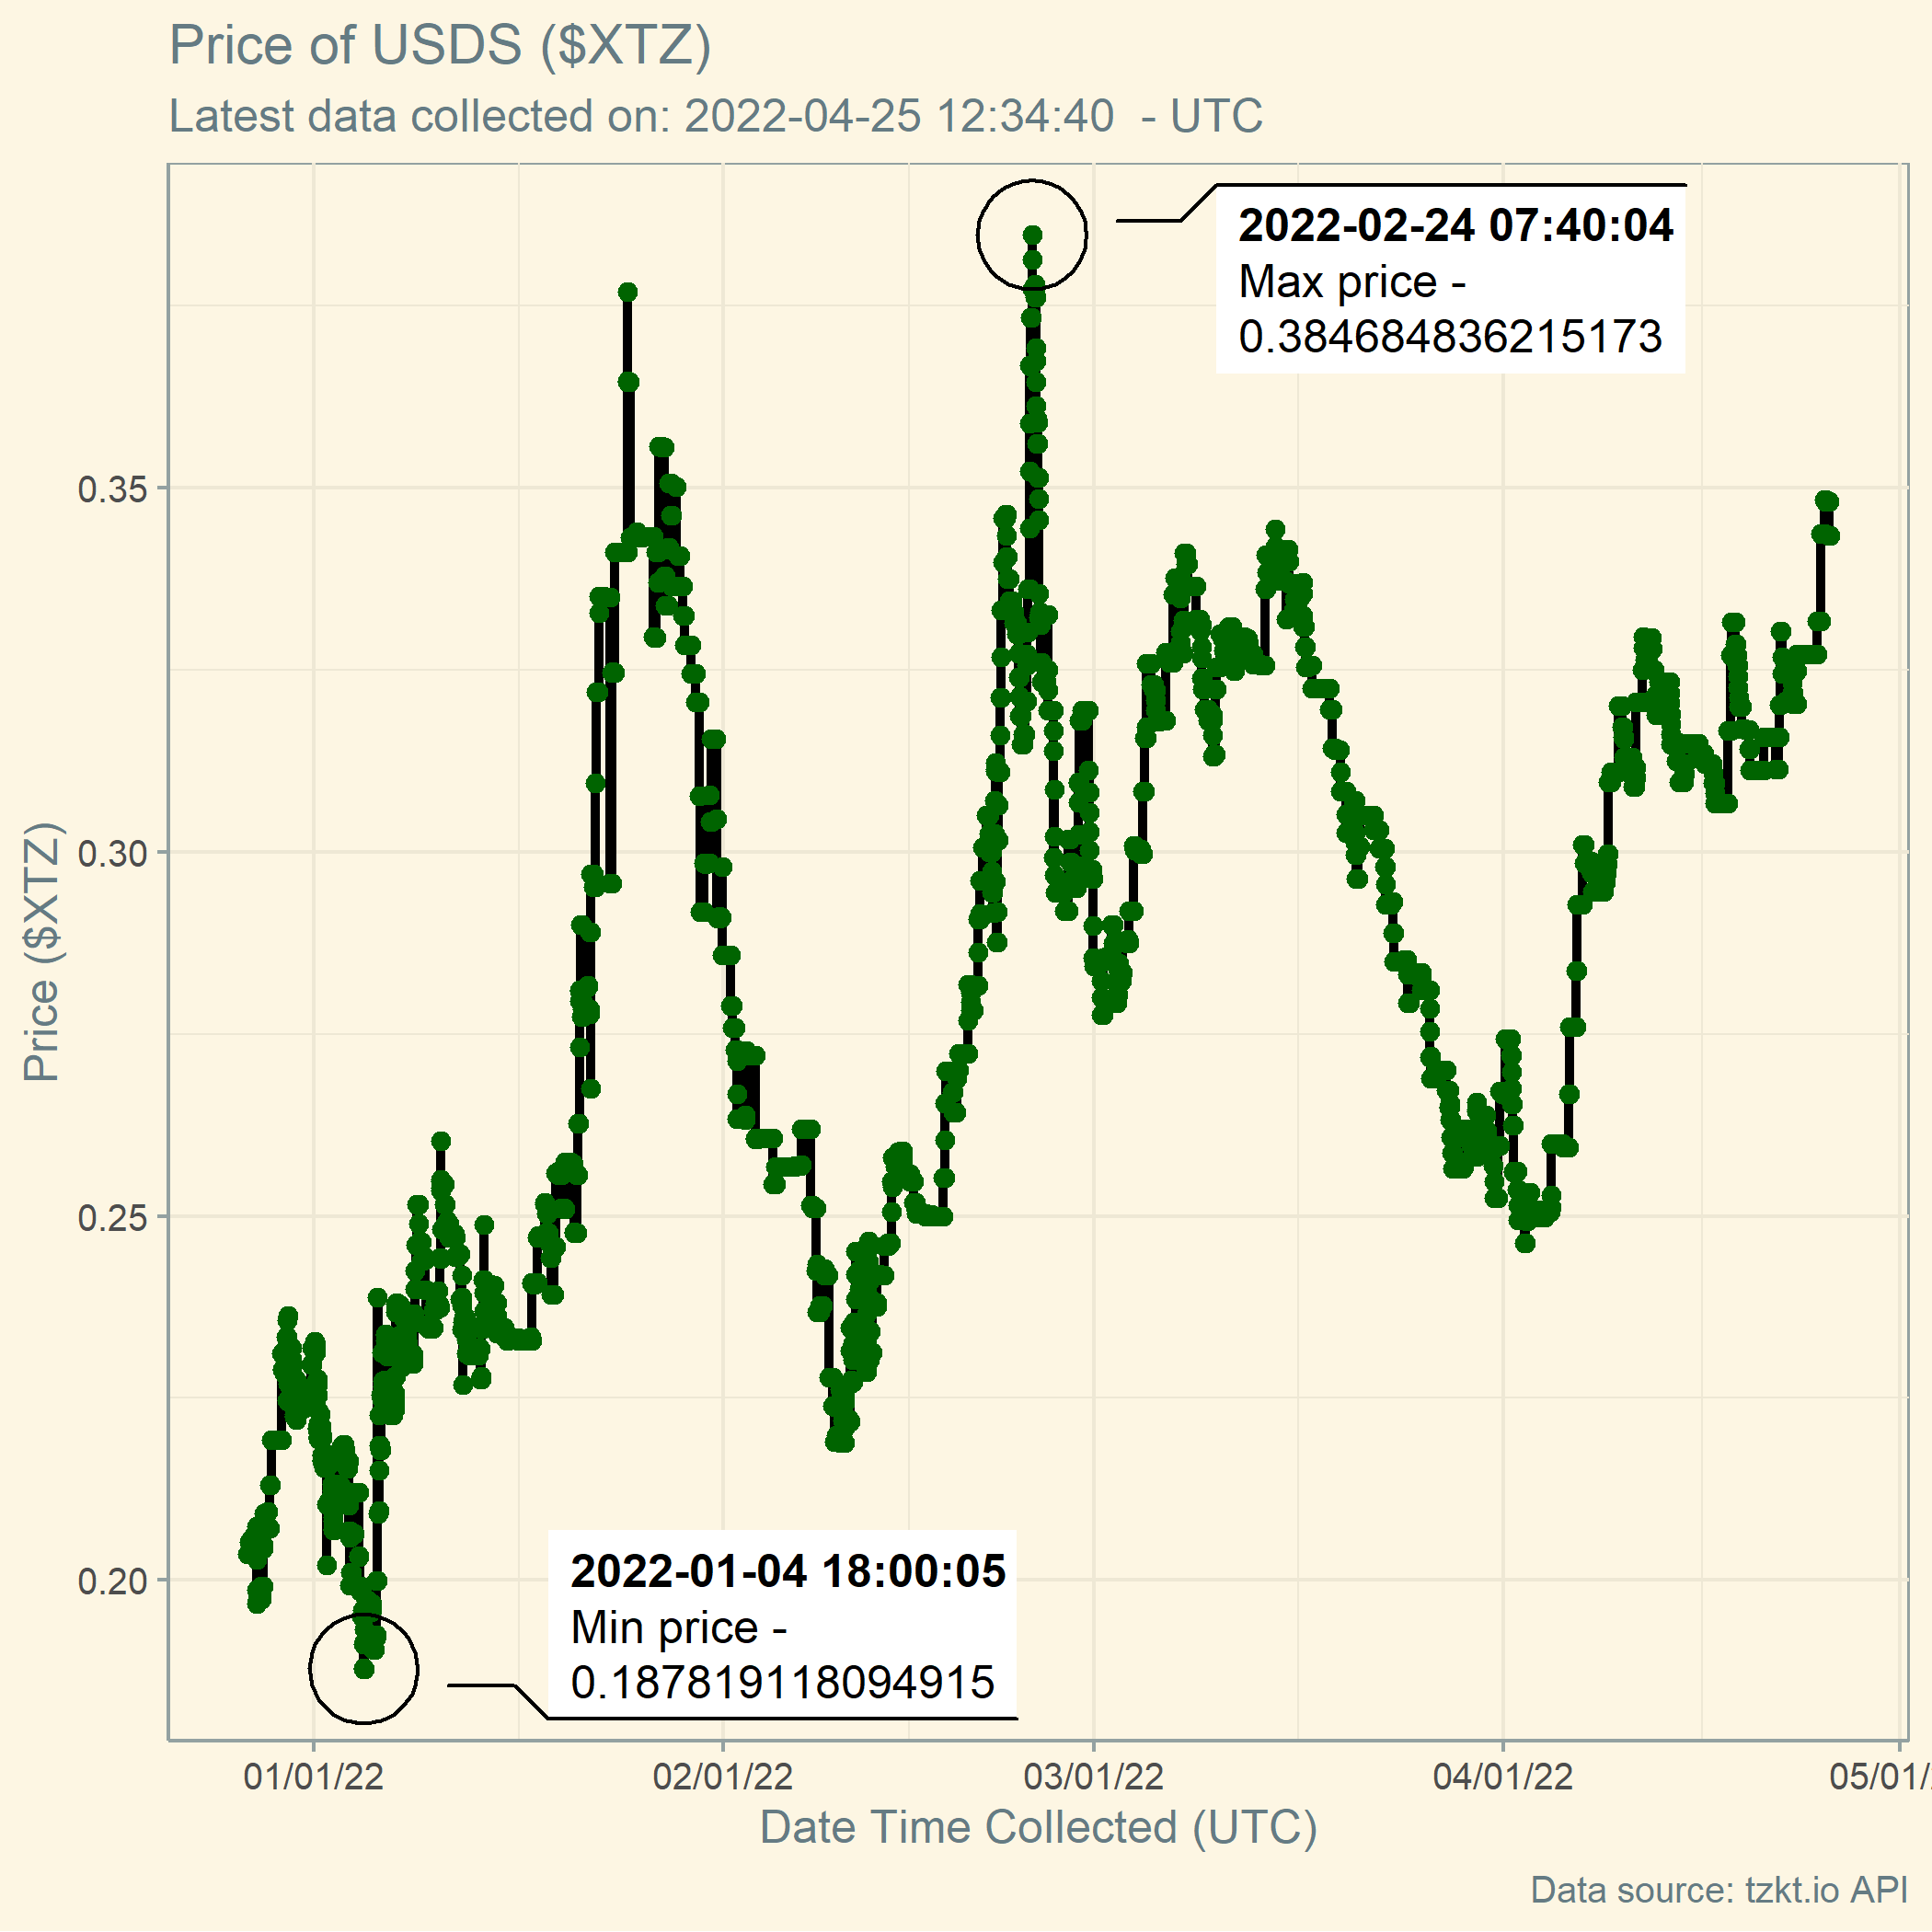 Price of USDS ($XTZ)
Latest data collected on: 2022-04-25 12:34:40  - UTC
2022-02-24 07:40:04
Max price -
0.384684836215173
0.35
0.30
0.25
0.20
Price ($XTZ)
2022-01-04 18:00:05
Min price -
0.187819118094915
01/01/22
02/01/22
03/01/22
04/01/22
05/01/
Date Time Collected (UTC)
Data source: tzkt.io API